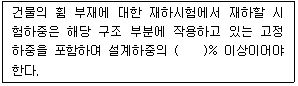 건물의 휨 부재에 대한 재하시험에서 재하할 시
험하중은 해당 구조 부분에 작용하고 있는 고정
하중을 포함하여 설계하중의 (    )% 이상이어야
한다.